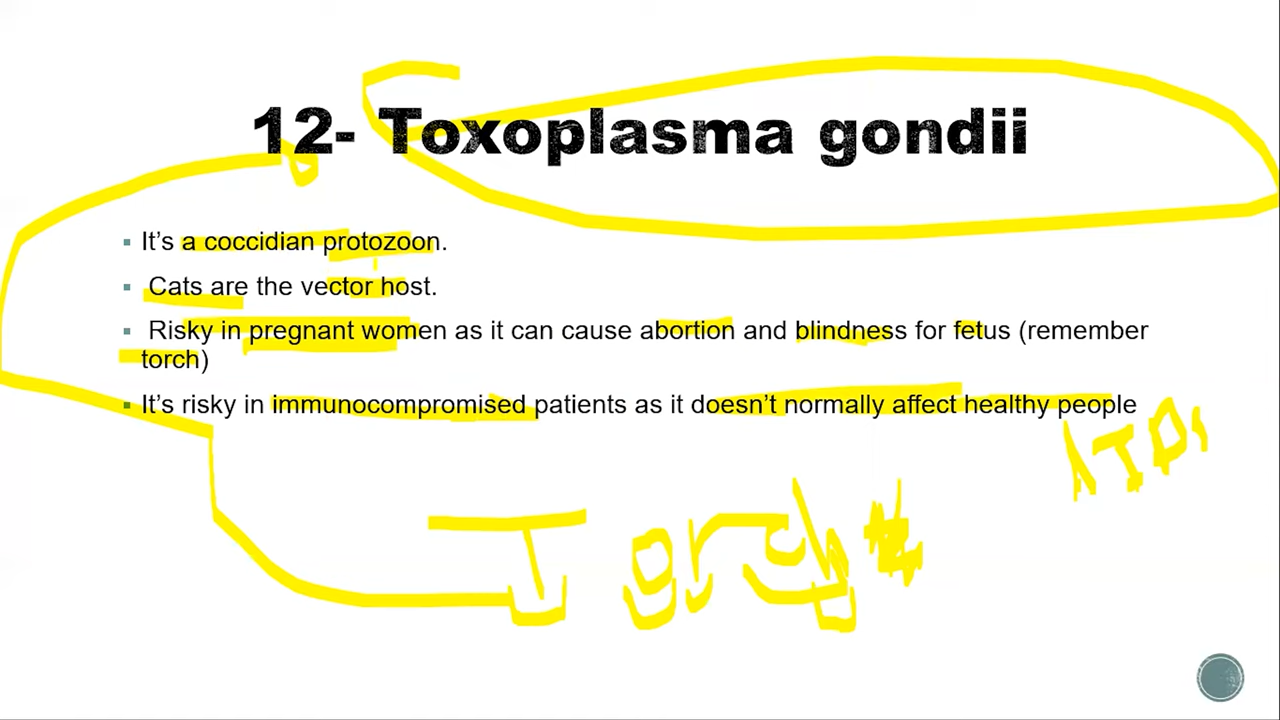 12- Toxoplasma gondii
▪ It’s a coccidian protozoon.
▪ Cats are the vector host.
▪ Risky in pregnant women as it can cause abortion and blindness for fetus (remember
torch)
▪ It’s risky in immunocompromised patients as it doesn’t normally affect healthy people
Torch